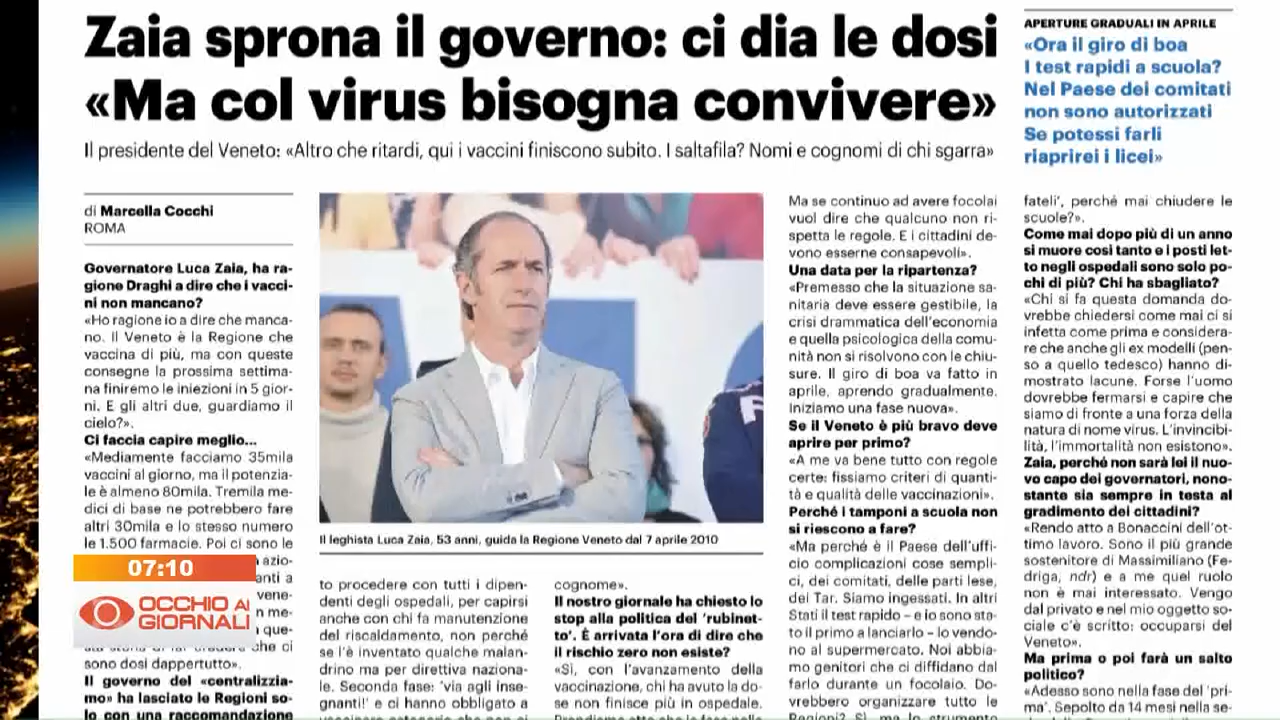 Zaia sprona il governo: ci dia le dosi
«Ma col virus bisogna convivere»
Il presidente del Veneto: «Altro che ritardi, qui i vaccini finiscono subito. I saltafila? Nomi e cognomi di chi sgarra»
di Marcella Cocchi
ROMA
Governatore Luca Zaia, ha ra-
gione Draghi a dire che i vacci-
ni non mancano?
«Ho ragione io a dire che manca-
no. Il Veneto è la Regione che
vaccina di più, ma con queste
consegne la prossima settima-
na finiremo le iniezioni in 5 gior-
ni. E gli altri due, guardiamo il
cielo?».
Ci faccia capire meglio...
«Mediamente facciamo 35mila
vaccini al giorno, ma il potenzia-
le è almeno 80mila. Tremila me-
dici di base ne potrebbero fare
altri 30mila e lo stesso numero
le 1.500 farmacie. Poi ci sono le
azio-
anti a
vene-
n me-
que-
che ci
sono dosi dappertutto».
Il governo del «centralizzia-
mo» ha lasciato le Regioni so-
lo con una raccomandazione
07:10
OCCHIO AI
GIORNALI
Il leghista Luca Zaia, 53 anni, guida la Regione Veneto dal 7 aprile 2010
to procedere con tutti i dipen-
denti degli ospedali, per capirsi
anche con chi fa manutenzione
del riscaldamento, non perché
se l'è inventato qualche malan-
drino ma per direttiva naziona-
le. Seconda fase: 'via agli inse-
gnanti' e ci hanno obbligato a
cognome».
Il nostro giornale ha chiesto lo
stop alla politica del 'rubinet-
to'. È arrivata l'ora di dire che
il rischio zero non esiste?
«Sì, con l'avanzamento della
vaccinazione, chi ha avuto la do-
se non finisce più in ospedale.
Ma se continuo ad avere focolai
vuol dire che qualcuno non ri-
spetta le regole. E i cittadini de-
vono esserne consapevoli».
Una data per la ripartenza?
«Premesso che la situazione sa-
nitaria deve essere gestibile, la
crisi drammatica dell'economia
e quella psicologica della comu-
nità non si risolvono con le chiu-
sure. Il giro di boa va fatto in
aprile, aprendo gradualmente.
Iniziamo una fase nuova».
Se il Veneto è più bravo deve
aprire per primo?
«A me va bene tutto con regole
certe: fissiamo criteri di quanti-
tà e qualità delle vaccinazioni».
Perché i tamponi a scuola non
si riescono a fare?
«Ma perché è il Paese dell'uffi-
cio complicazioni cose sempli-
ci, dei comitati, delle parti lese,
dei Tar. Siamo ingessati. In altri
Stati il test rapido – e io sono sta-
to il primo a lanciarlo – lo vendo-
no al supermercato. Noi abbia-
mo genitori che ci diffidano dal
farlo durante un focolaio. Do-
vrebbero organizzare tutto le
Regioni? Sì, ma lo strumento
APERTURE GRADUALI IN APRILE
«Ora il giro di boa
I test rapidi a scuola?
Nel Paese dei comitati
non sono autorizzati
Se potessi farli
riaprirei i licei»
fateli', perché mai chiudere le
scuole?».
Come mai dopo più di un anno
si muore così tanto e i posti let-
to negli ospedali sono solo po-
chi di più? Chi ha sbagliato?
«Chi si fa questa domanda do-
vrebbe chiedersi come mai ci si
infetta come prima e considera-
re che anche gli ex modelli (pen-
so a quello tedesco) hanno di-
mostrato lacune. Forse l'uomo
dovrebbe fermarsi e capire che
siamo di fronte a una forza della
natura di nome virus. L'invincibi-
lità, l'immortalità non esistono».
Zaia, perché non sarà lei il nuo-
vo capo dei governatori, nono-
stante sia sempre in testa al
gradimento dei cittadini?
«Rendo atto a Bonaccini dell'ot-
timo lavoro. Sono il più grande
sostenitore di Massimiliano (Fe-
driga, ndr) e a me quel ruolo
non è mai interessato. Vengo
dal privato e nel mio oggetto so-
ciale c'è scritto: occuparsi del
Veneto».
Ma prima o poi farà un salto
politico?
«Adesso sono nella fase del 'pri-
ma'. Sepolto da 14 mesi nella se-